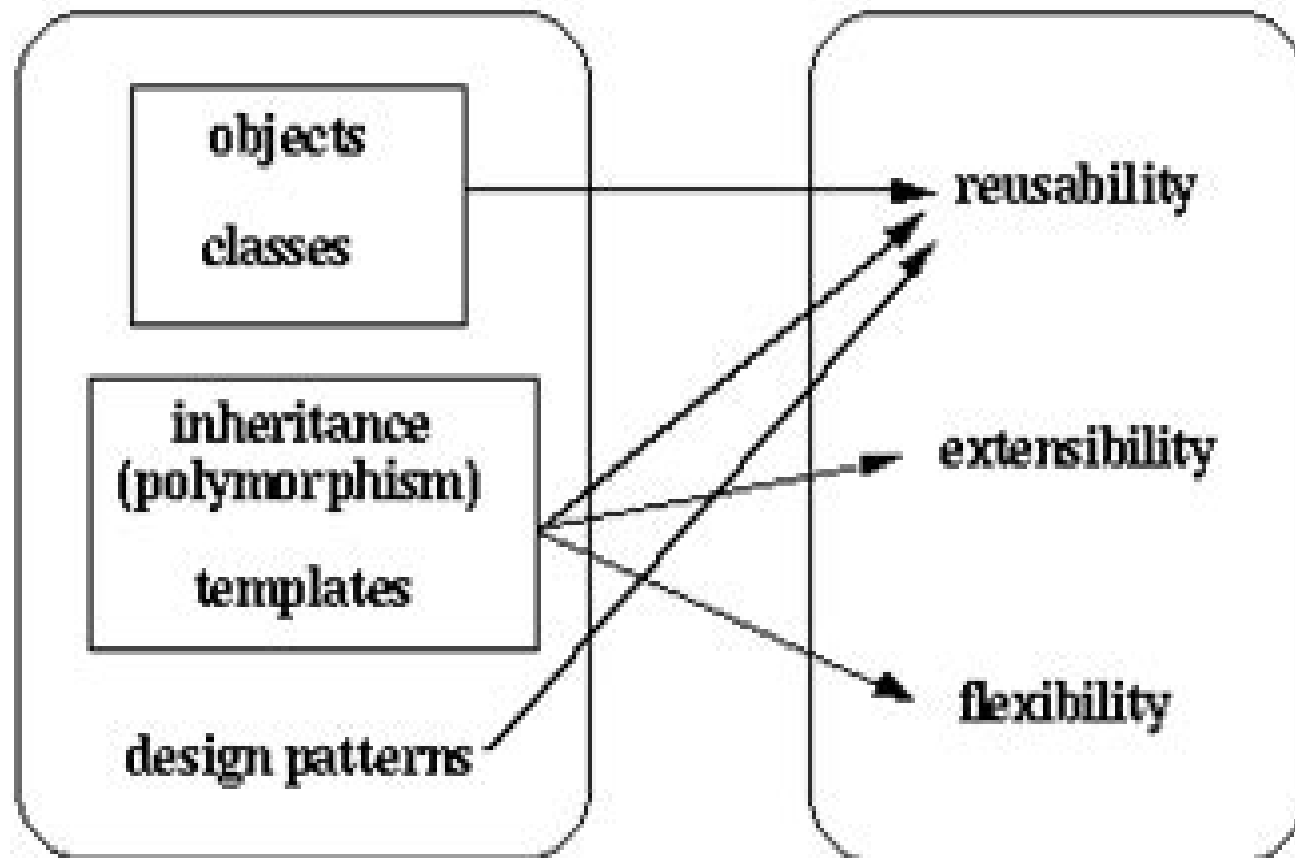 objects
classes
inheritance
(polymorphism)
templates
design patterns
reusability
extensibility
flexibility